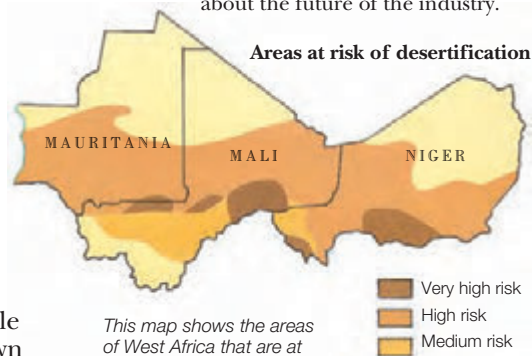 about the future of the industry.
Areas at risk of desertification
MAURITANIA
MALI
NIGER
Very high risk
High risk
Medium risk
This map shows the areas
of West Africa that are at